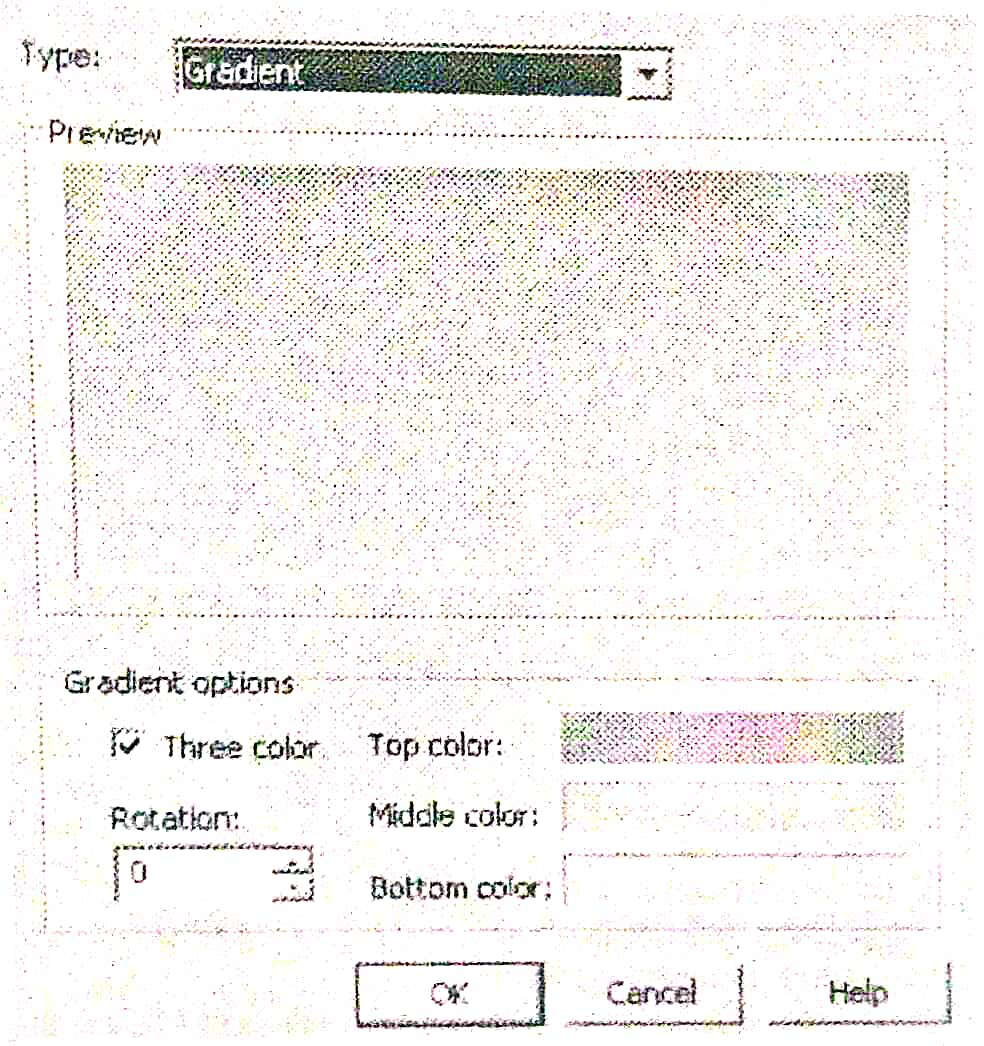 Type: Gradient
Preview
Gradient options
Three color Top color:
Rotation: Middle color:
0 Bottom color:
OK Cancel Help